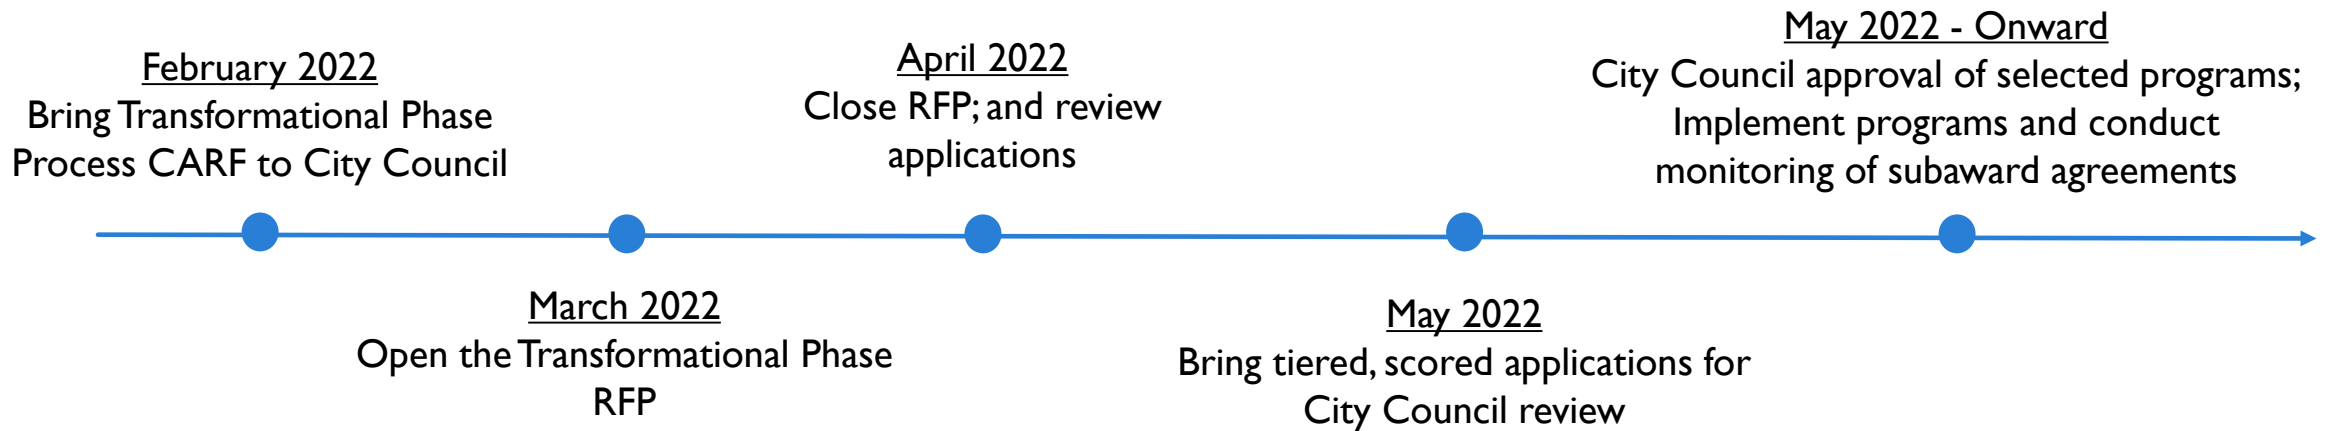 February 2022
Bring Transformational Phase
Process CARF to City Council
March 2022
Open the Transformational Phase
RFP
April 2022
Close RFP; and review
applications
May 2022
Bring tiered, scored applications for
City Council review
May 2022 - Onward
City Council approval of selected programs;
Implement programs and conduct
monitoring of subaward agreements